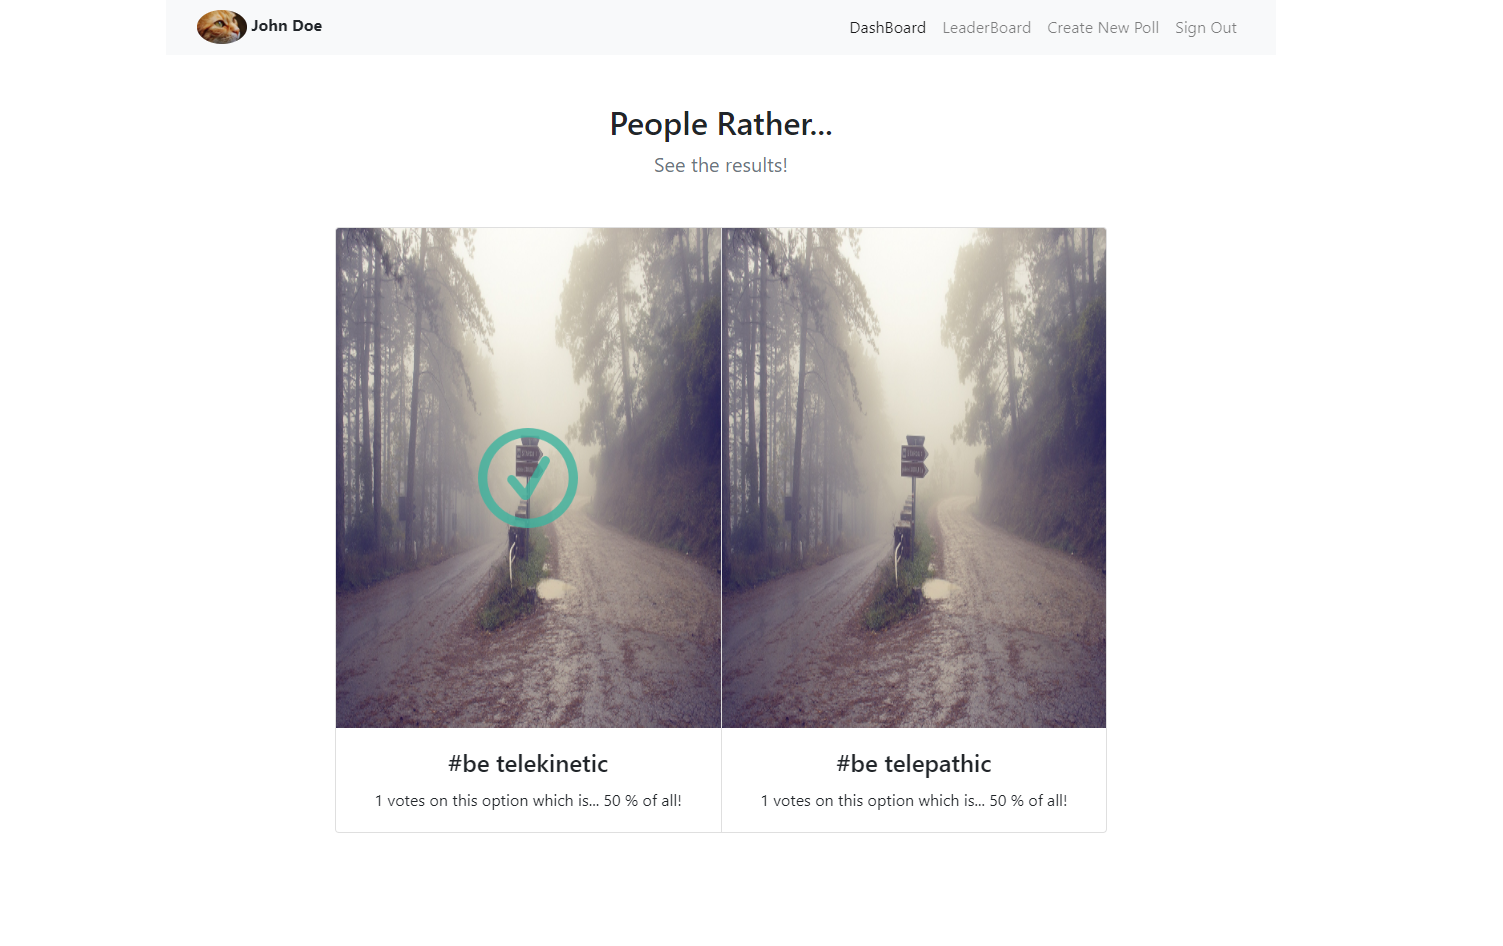 John Doe
DashBoard LeaderBoard Create New Poll Sign Out
People Rather...
See the results!
#be telekinetic
1 votes on this option which is... 50 % of all!
#be telepathic
1 votes on this option which is... 50 % of all!